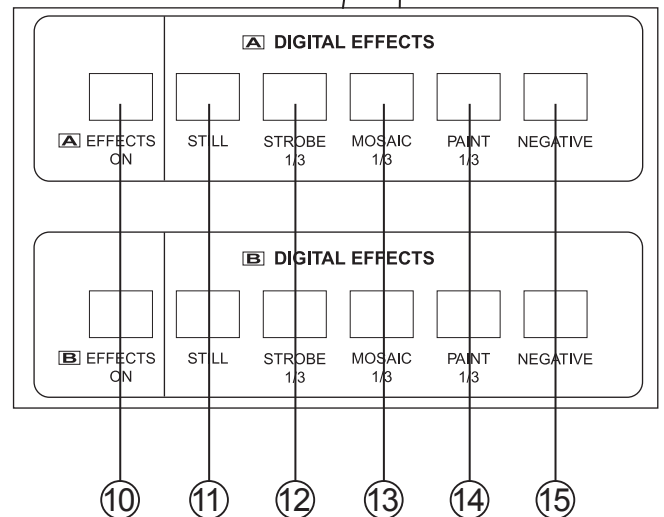 A DIGITAL EFFECTS
A EFFECTS ON
STILL
STROBE 1/3
MOSAIC 1/3
PAINT 1/3
NEGATIVE
B DIGITAL EFFECTS
B EFFECTS ON
STILL
STROBE 1/3
MOSAIC 1/3
PAINT 1/3
NEGATIVE
10 11 12 13 14 15